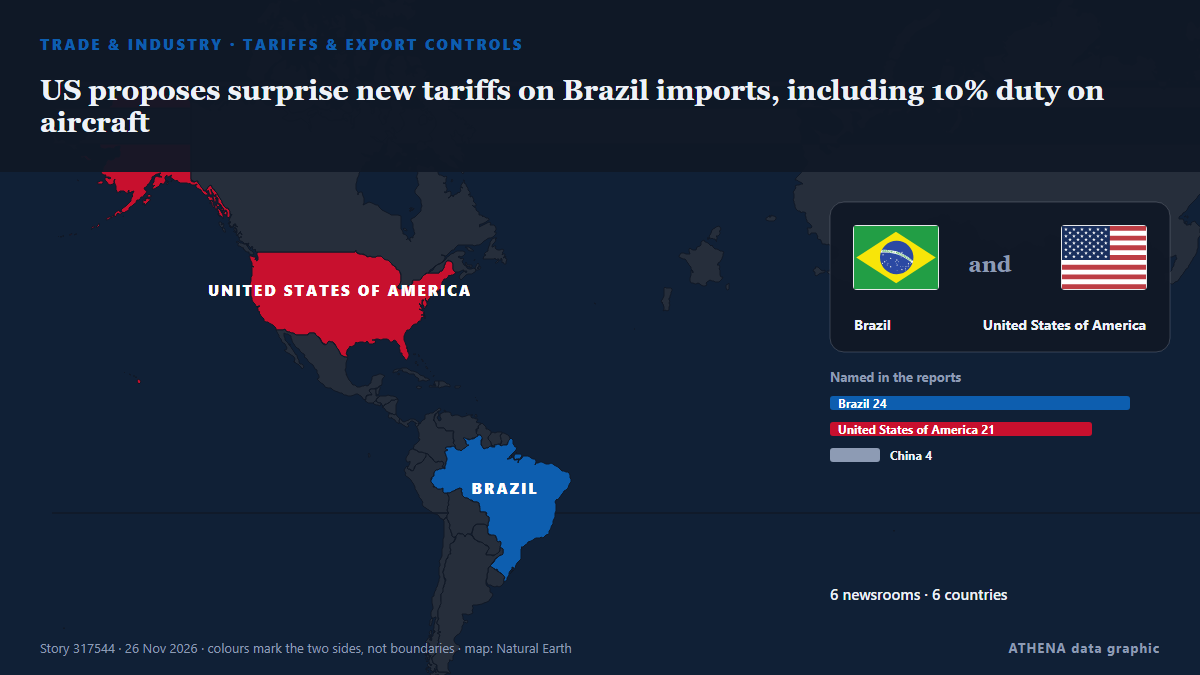 TRADE & INDUSTRY · TARIFFS & EXPORT CONTROLS
US proposes surprise new tariffs on Brazil imports, including 10% duty on
aircraft
and
Brazil
United States of America
UNITED STATES OF AMERICA
Named in the reports
Brazil 24
United States of America 21
China 4
BRAZIL
6 newsrooms · 6 countries
Story 317544 · 26 Nov 2026 · colours mark the two sides, not boundaries · map: Natural Earth
ATHENA data graphic